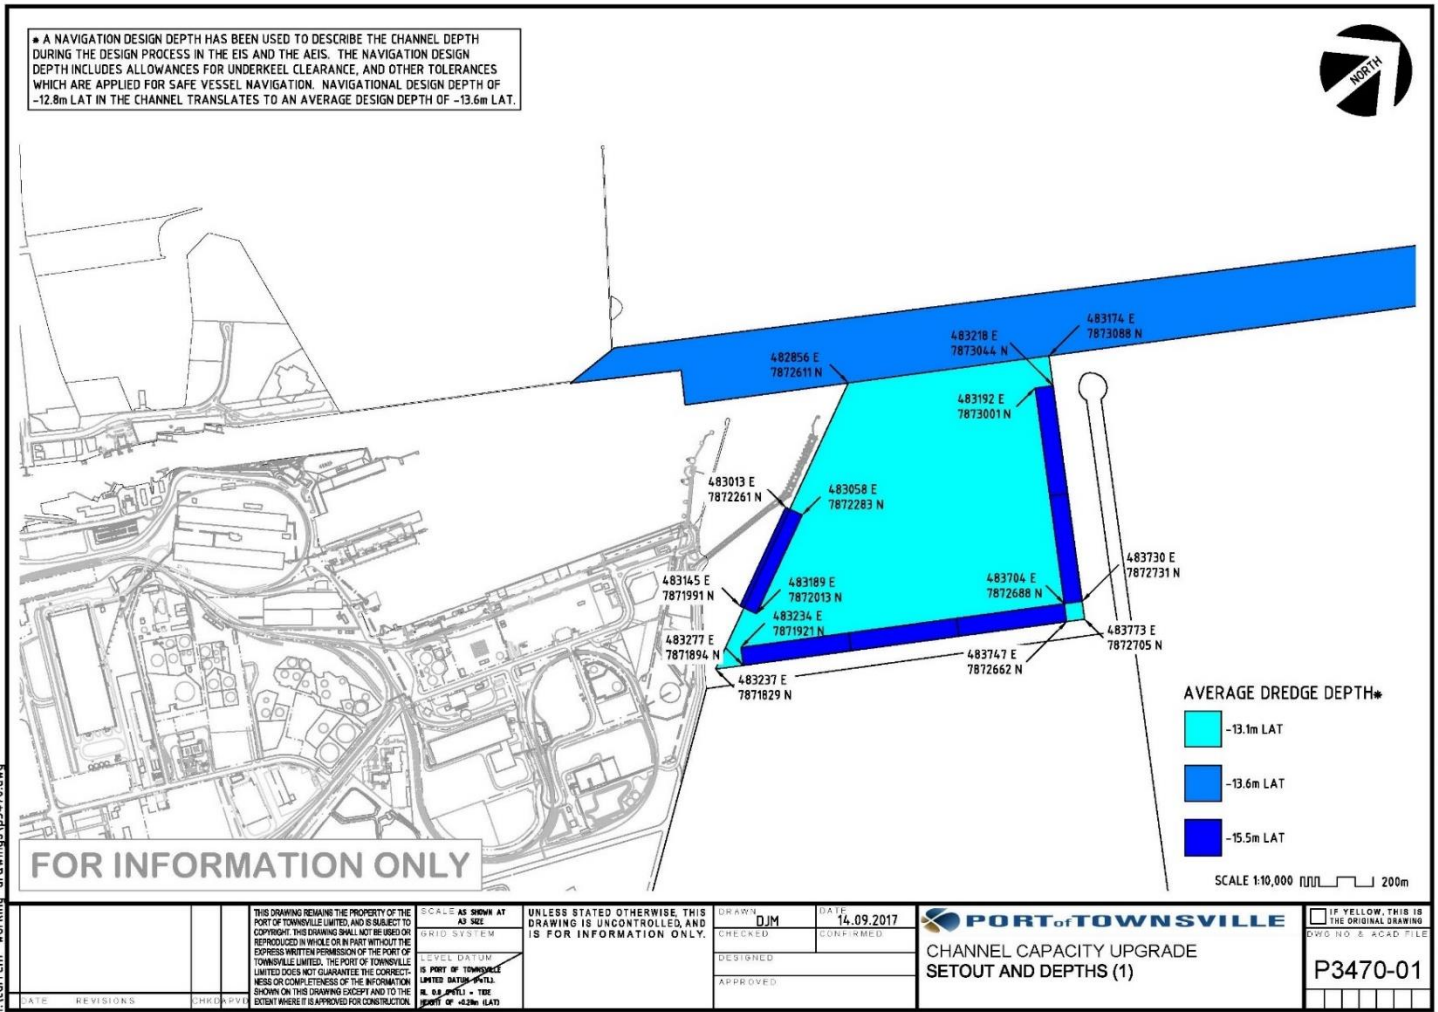 * A NAVIGATION DESIGN DEPTH HAS BEEN USED TO DESCRIBE THE CHANNEL DEPTH
DURING THE DESIGN PROCESS IN THE EIS AND THE AEIS. THE NAVIGATION DESIGN
DEPTH INCLUDES ALLOWANCES FOR UNDERKEEL CLEARANCE, AND OTHER TOLERANCES
WHICH ARE APPLIED FOR SAFE VESSEL NAVIGATION. NAVIGATIONAL DESIGN DEPTH OF
-12.8m LAT IN THE CHANNEL TRANSLATES TO AN AVERAGE DESIGN DEPTH OF -13.6m LAT.
NORTH
483174 E
7873088 N
483218 E
7873044 N
482856 E
7872611 N
483192 E
7873001 N
483013 E
7872261 N
483058 E
7872283 N
483730 E
7872731 N
483145 E
7871991 N
483189 E
7872013 N
483704 E
7872688 N
483234 E
7871921 N
483277 E
7871894 N
483773 E
7872705 N
483747 E
7872662 N
483237 E
7871829 N
AVERAGE DREDGE DEPTH*
-13.1m LAT
-13.6m LAT
-15.5m LAT
SCALE 1:10,000
200m
FOR INFORMATION ONLY
DATE
REVISIONS
CHKD
APVD
THIS DRAWING REMAINS THE PROPERTY OF THE
PORT OF TOWNSVILLE LIMITED, AND IS SUBJECT TO
COPYRIGHT. THIS DRAWING SHALL NOT BE USED OR
REPRODUCED IN WHOLE OR IN PART WITHOUT THE
EXPRESS WRITTEN PERMISSION OF THE PORT OF
TOWNSVILLE LIMITED. THE PORT OF TOWNSVILLE
LIMITED DOES NOT GUARANTEE THE CORRECT-
NESS OR COMPLETENESS OF THE INFORMATION
SHOWN ON THIS DRAWING EXCEPT AND TO THE
EXTENT WHERE IT IS APPROVED FOR CONSTRUCTION.
SCALE AS SHOWN AT
A3 SIZE
GRID SYSTEM
LEVEL DATUM
IS PORT OF TOWNSVILLE
LIMITED DATUM
UNLESS STATED OTHERWISE, THIS
DRAWING IS UNCONTROLLED, AND
IS FOR INFORMATION ONLY.
DRAWN
DJM
DATE
14.09.2017
CHECKED
CONFIRMED
DESIGNED
APPROVED
PORT of TOWNSVILLE
CHANNEL CAPACITY UPGRADE
SETOUT AND DEPTHS (1)
IF YELLOW, THIS IS
THE ORIGINAL DRAWING
DWG NO & ACAD FILE
P3470-01